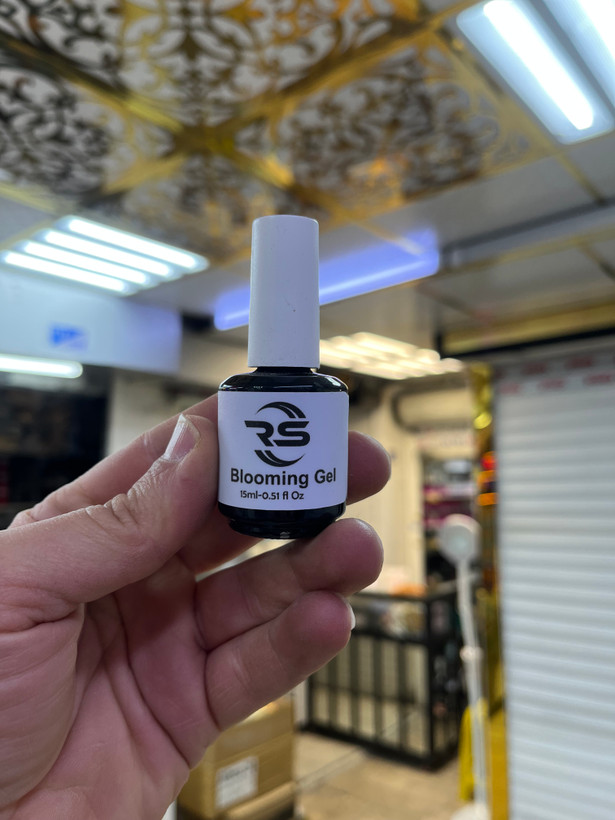 RS
Blooming Gel
15ml-0.51 fl Oz